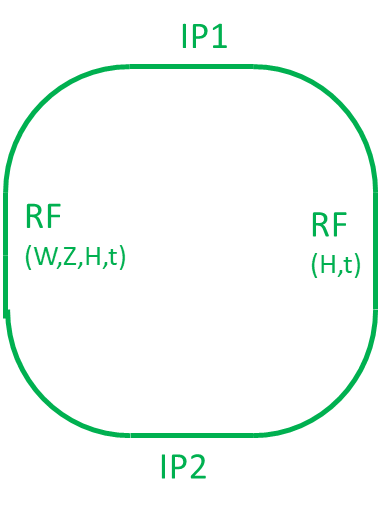 IP1
RF
(W,Z,H,t)
RF
(H,t)
IP2